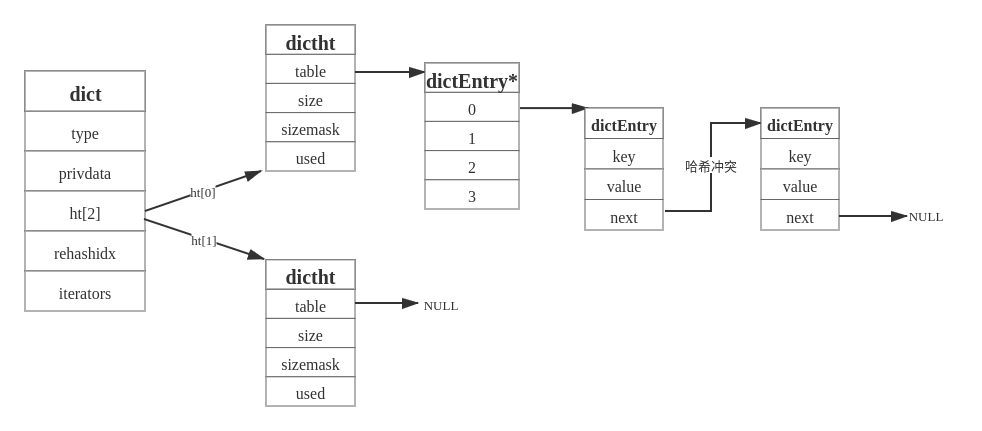 dict
type
privdata
ht[2]
rehashidx
iterators
ht[0]
ht[1]
dictht
table
size
sizemask
used
dictht
table
size
sizemask
used
NULL
dictEntry*
0
1
2
3
dictEntry
key
value
next
哈希冲突
dictEntry
key
value
next
NULL